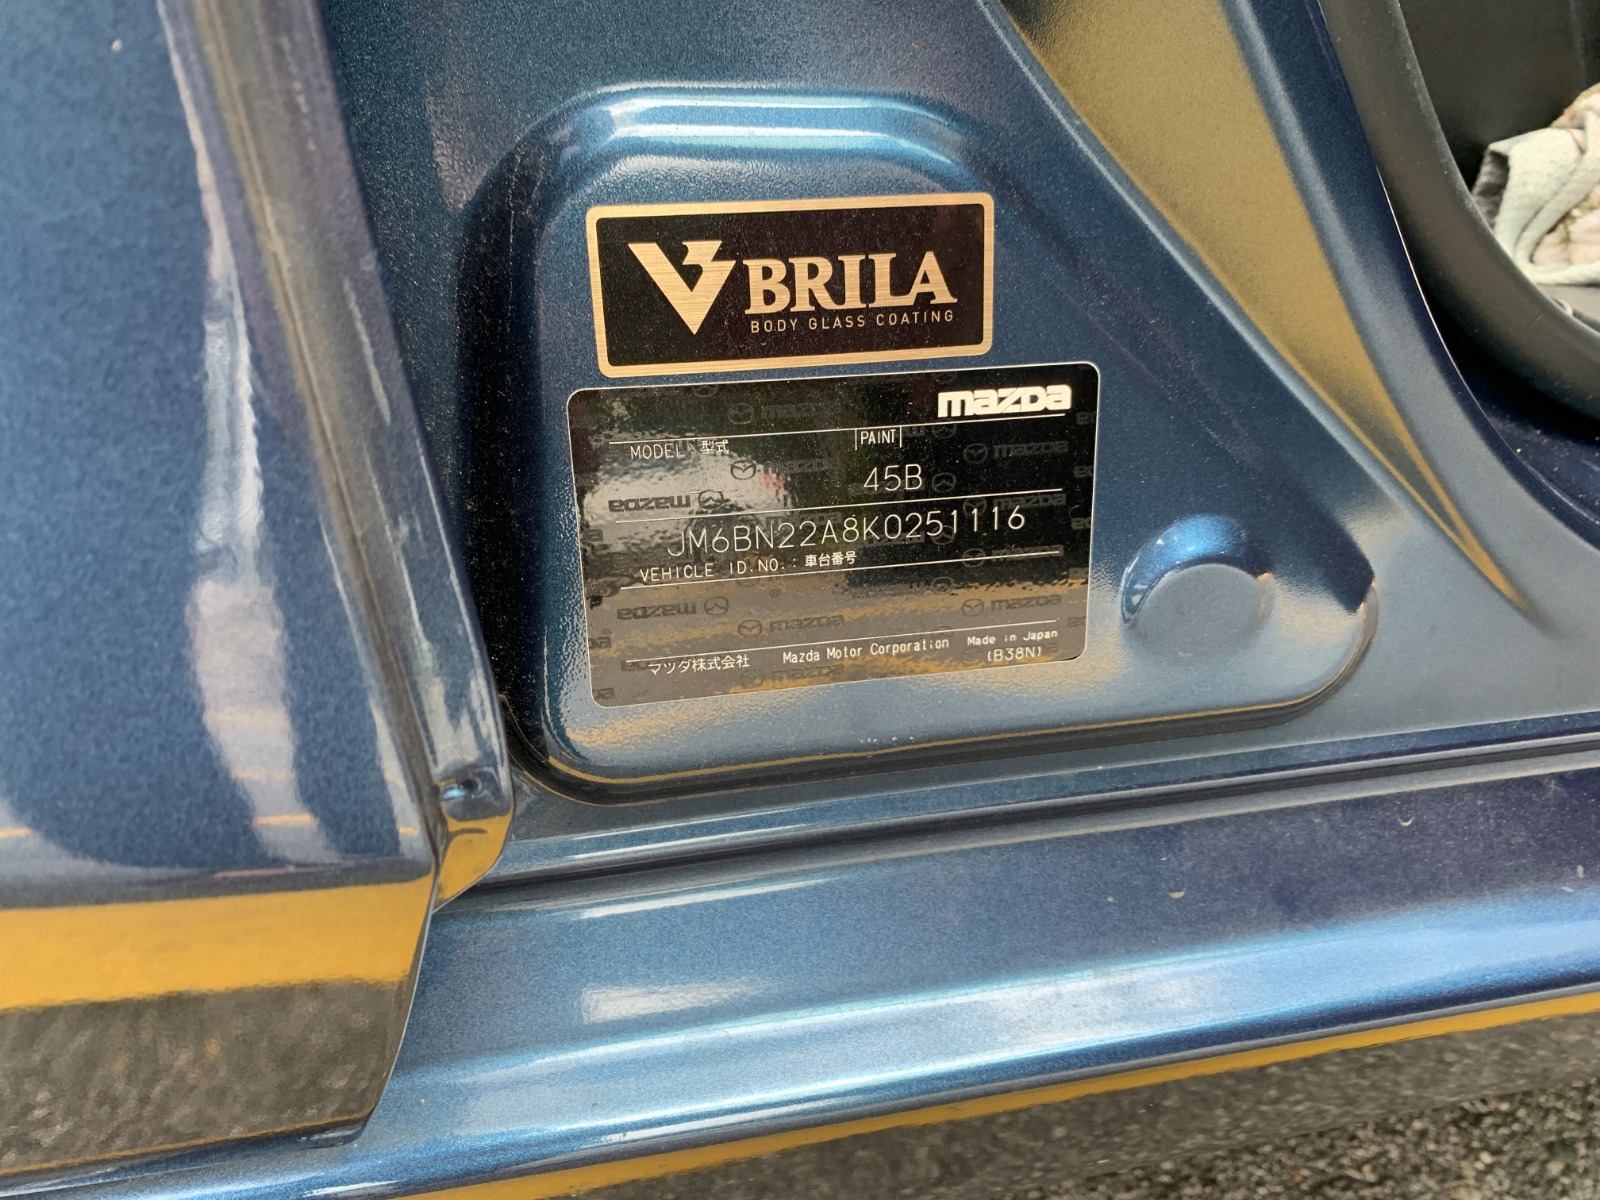 BRILA
BODY GLASS COATING
mazda
MODEL : 型式
PAINT
45B
JM6BN22A8K0251116
VEHICLE ID.NO. : 車台番号
マツダ株式会社 Mazda Motor Corporation Made in Japan
(B38N)